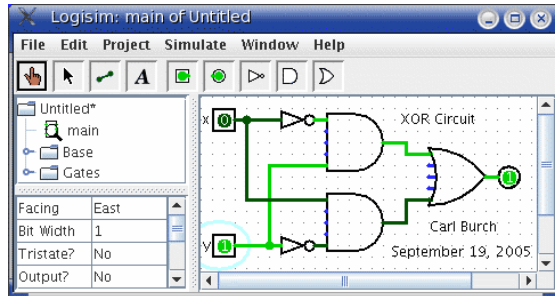 Logisim: main of Untitled
File Edit Project Simulate Window Help
A
Untitled*
main
Base
Gates
Facing East
Bit Width 1
Tristate? No
Output? No
x 0
XOR Circuit
1
y 1
Carl Burch
September 19, 2005